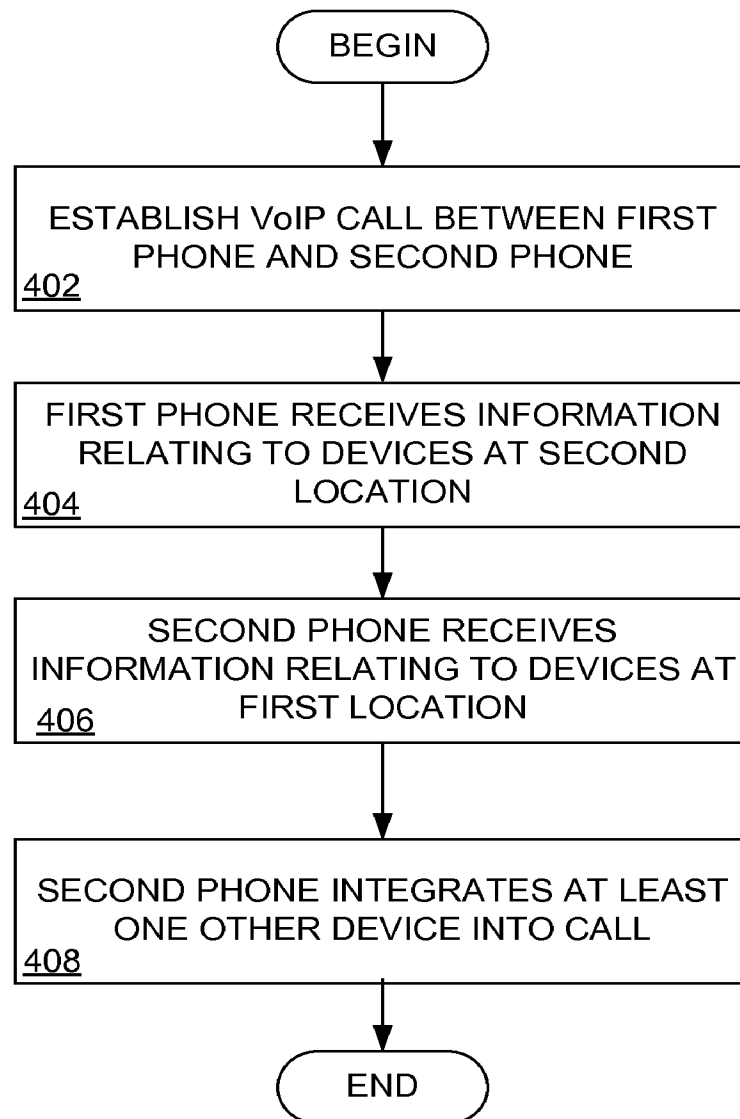 BEGIN
ESTABLISH VoIP CALL BETWEEN FIRST
PHONE AND SECOND PHONE
402
FIRST PHONE RECEIVES INFORMATION
RELATING TO DEVICES AT SECOND
LOCATION
404
SECOND PHONE RECEIVES
INFORMATION RELATING TO DEVICES AT
FIRST LOCATION
406
SECOND PHONE INTEGRATES AT LEAST
ONE OTHER DEVICE INTO CALL
408
END